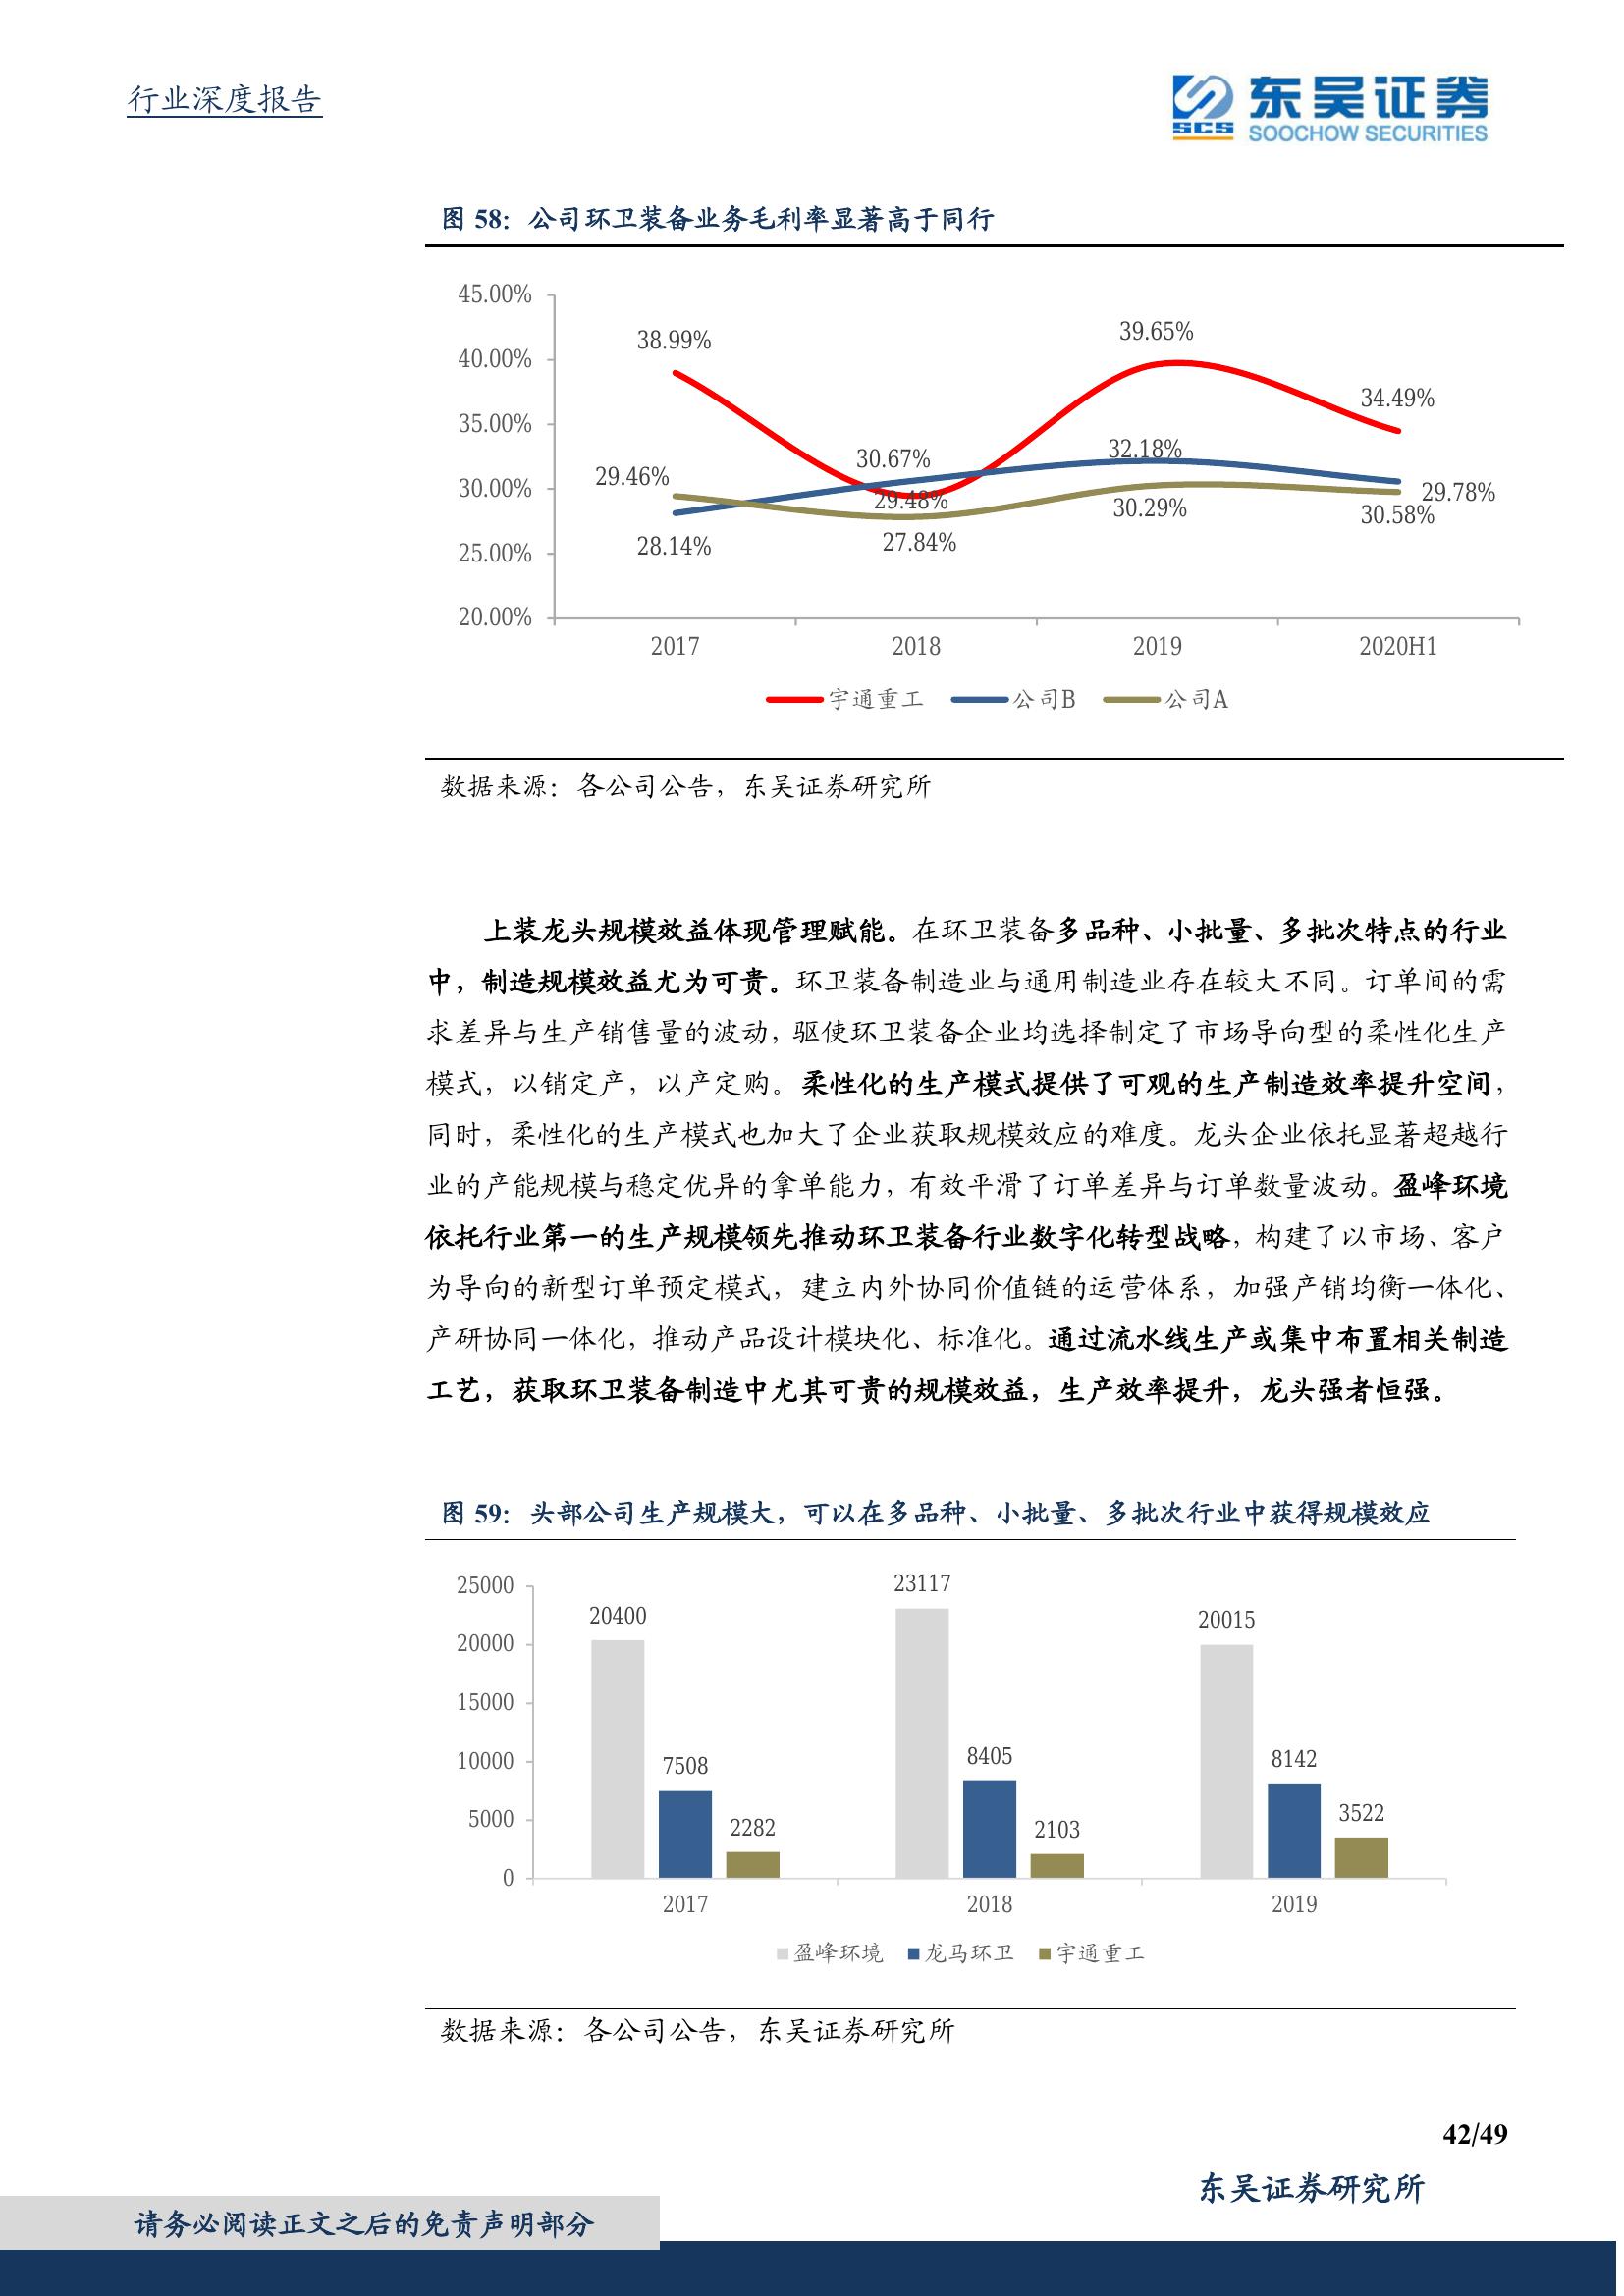 行业深度报告
SCS
东吴证券
SOOCHOW SECURITIES
图 58：公司环卫装备业务毛利率显著高于同行
45.00%
40.00%
35.00%
30.00%
25.00%
20.00%
38.99%
39.65%
34.49%
30.67%
32.18%
29.46%
29.48%
30.29%
29.78%
30.58%
28.14%
27.84%
2017 2018 2019 2020H1
宇通重工 公司B 公司A
数据来源：各公司公告，东吴证券研究所
上装龙头规模效益体现管理赋能。在环卫装备多品种、小批量、多批次特点的行业
中，制造规模效益尤为可贵。环卫装备制造业与通用制造业存在较大不同。订单间的需
求差异与生产销售量的波动，驱使环卫装备企业均选择制定了市场导向型的柔性化生产
模式，以销定产，以产定购。柔性化的生产模式提供了可观的生产制造效率提升空间，
同时，柔性化的生产模式也加大了企业获取规模效应的难度。龙头企业依托显著超越行
业的产能规模与稳定优异的拿单能力，有效平滑了订单差异与订单数量波动。盈峰环境
依托行业第一的生产规模领先推动环卫装备行业数字化转型战略，构建了以市场、客户
为导向的新型订单预定模式，建立内外协同价值链的运营体系，加强产销均衡一体化、
产研协同一体化，推动产品设计模块化、标准化。通过流水线生产或集中布置相关制造
工艺，获取环卫装备制造中尤其可贵的规模效益，生产效率提升，龙头强者恒强。
图 59：头部公司生产规模大，可以在多品种、小批量、多批次行业中获得规模效应
25000
20000
15000
10000
5000
0
20400
7508
2282
23117
8405
2103
20015
8142
3522
2017 2018 2019
盈峰环境 龙马环卫 宇通重工
数据来源：各公司公告，东吴证券研究所
42/49
东吴证券研究所
请务必阅读正文之后的免责声明部分